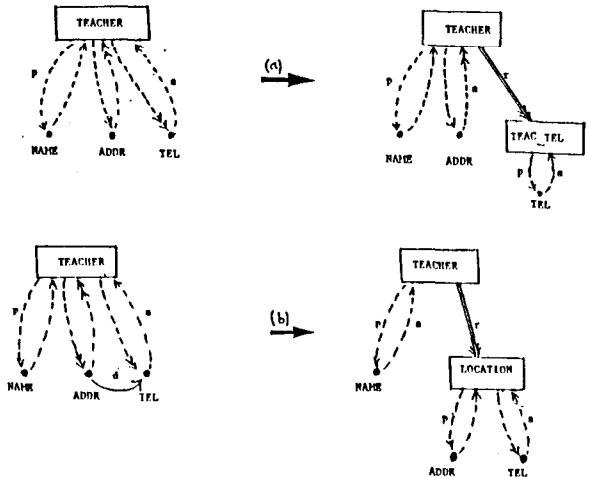 TEACHER
p
a
NAME
ADDR
TEL
(a)
TEACHER
p
a
r
NAME
ADDR
TEAC_TEL
p
a
TEL
TEACHER
p
a
d
NAME
ADDR
TEL
(b)
TEACHER
p
a
r
NAME
LOCATION
p
a
ADDR
TEL